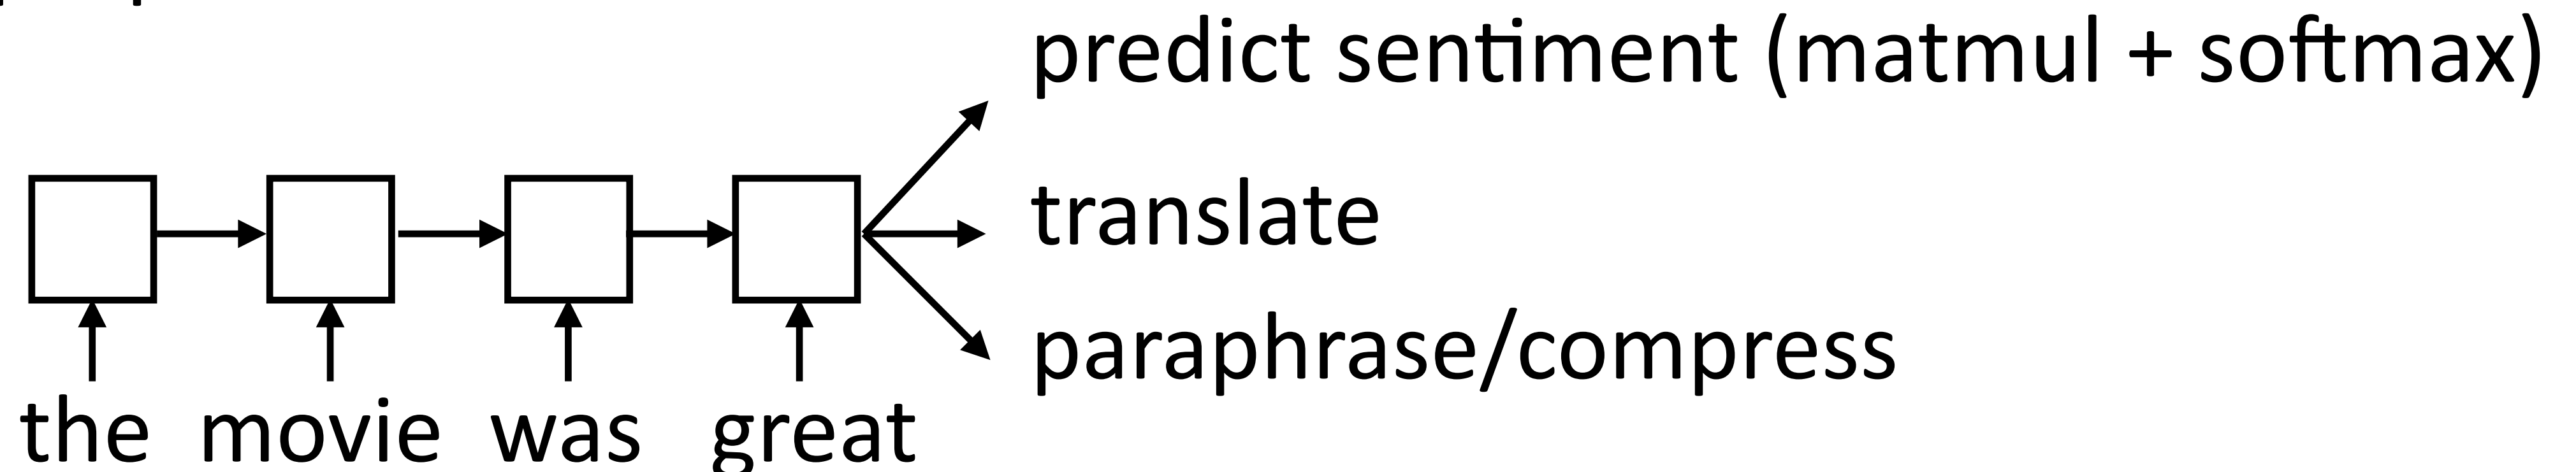 predict sentiment (matmul + softmax)
translate
paraphrase/compress
the movie was great